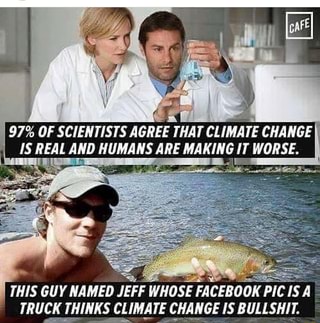 CAFE
97% OF SCIENTISTS AGREE THAT CLIMATE CHANGE
IS REAL AND HUMANS ARE MAKING IT WORSE.
THIS GUY NAMED JEFF WHOSE FACEBOOK PIC IS A
TRUCK THINKS CLIMATE CHANGE IS BULLSHIT.